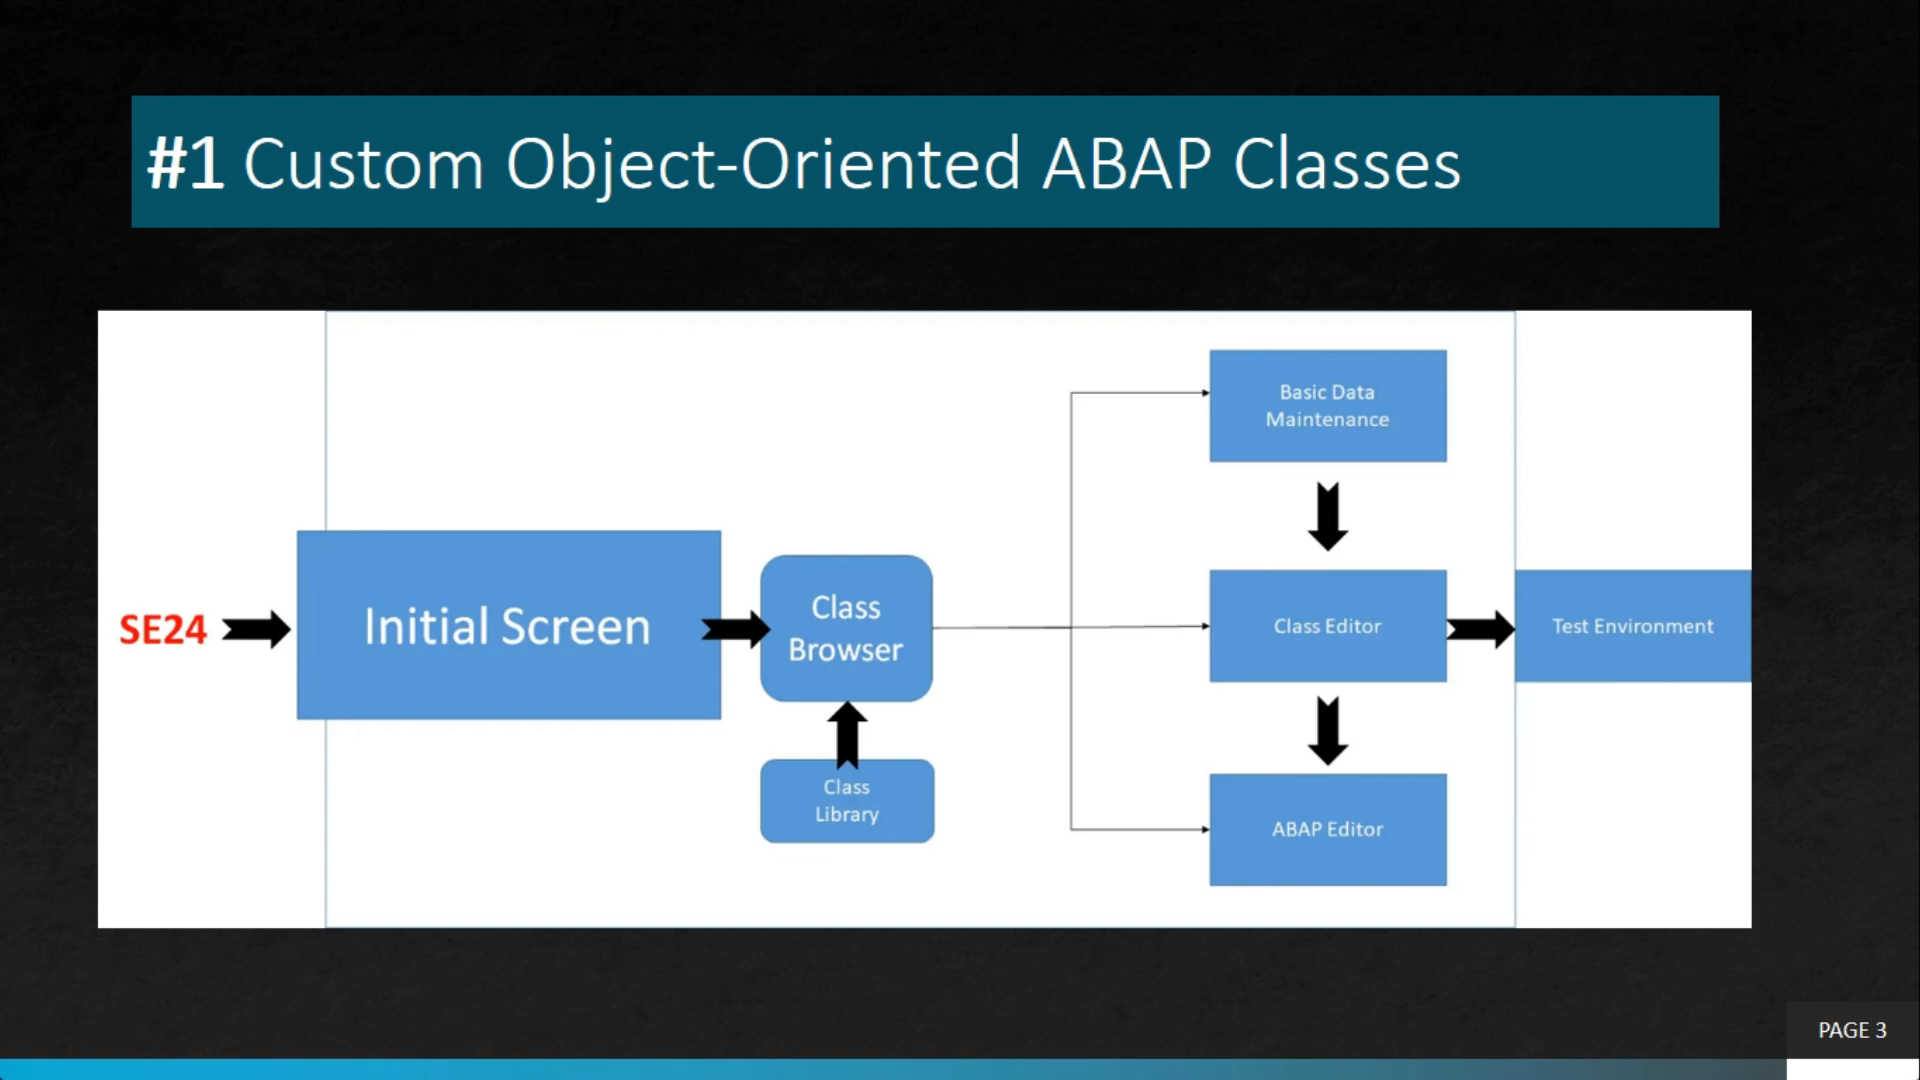 #1 Custom Object-Oriented ABAP Classes
SE24
Initial Screen
Class
Browser
Class
Library
Basic Data
Maintenance
Class Editor
ABAP Editor
Test Environment
PAGE 3